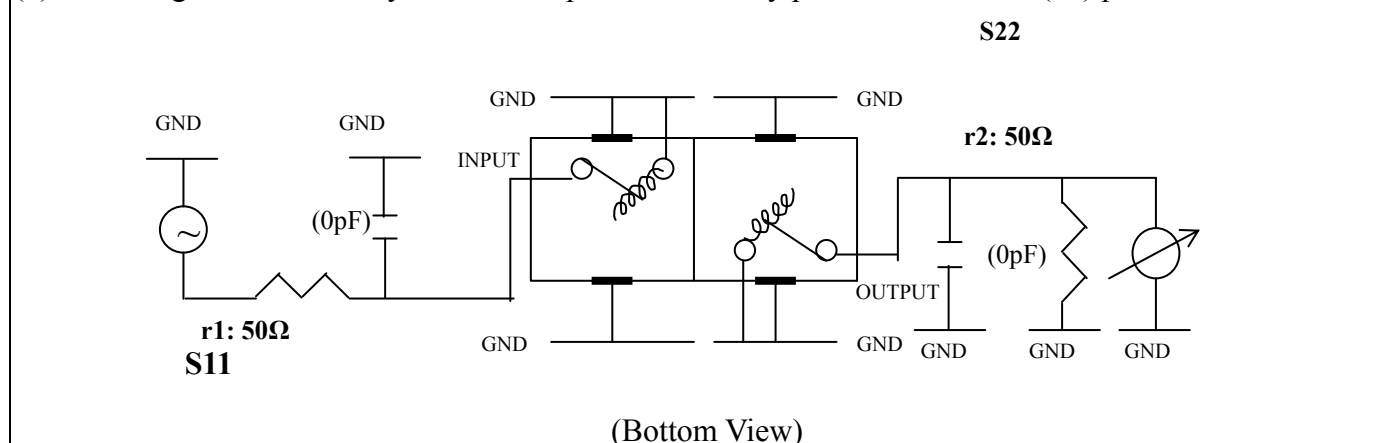 S22
GND
GND
GND
GND
r2: 50Ω
INPUT
(0pF)
(0pF)
OUTPUT
r1: 50Ω
S11
GND
GND
GND
GND
GND
(Bottom View)